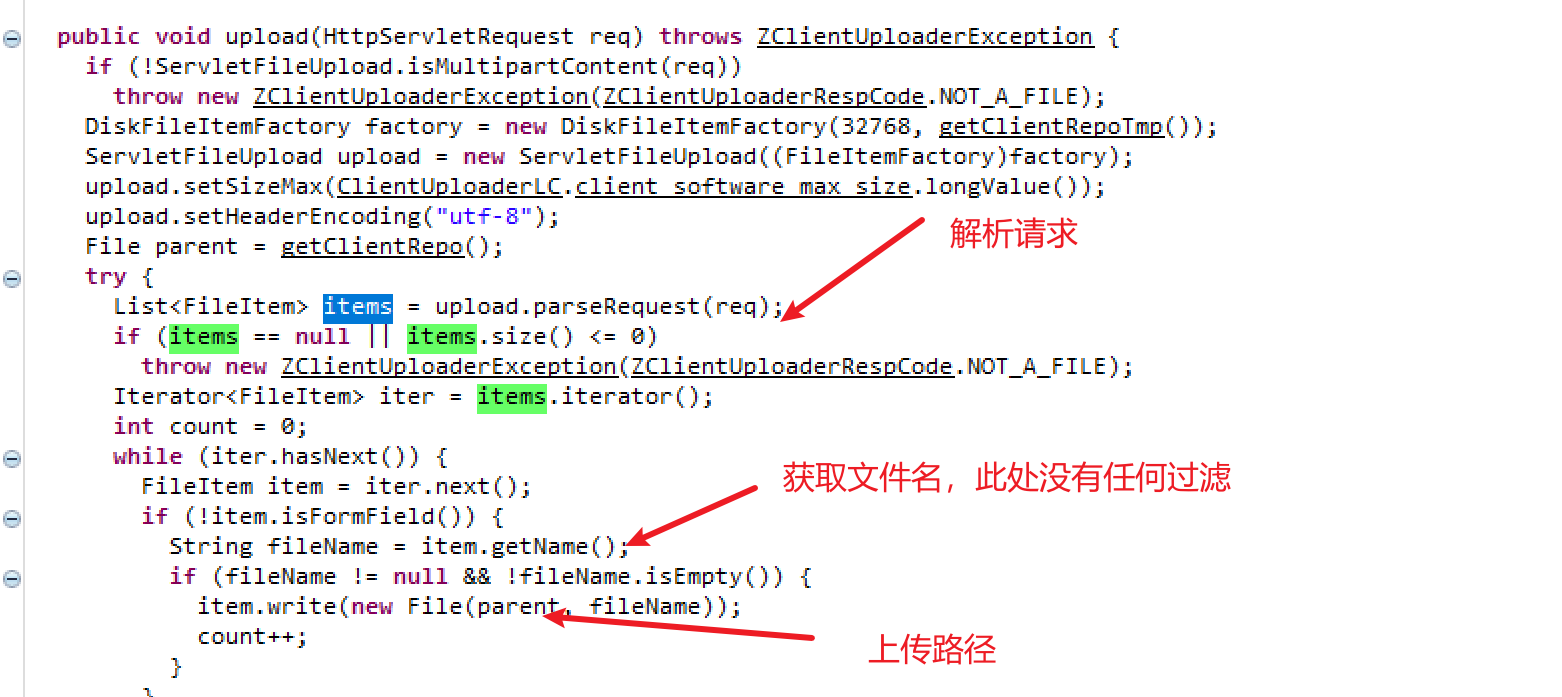 public void upload(HttpServletRequest req) throws ZClientUploaderException {
if (!ServletFileUpload.isMultipartContent(req))
throw new ZClientUploaderException(ZClientUploaderRespCode.NOT_A_FILE);
DiskFileItemFactory factory = new DiskFileItemFactory(32768, getClientRepoTmp());
ServletFileUpload upload = new ServletFileUpload((FileItemFactory)factory);
upload.setSizeMax(ClientUploaderLC.client_software_max_size.longValue());
upload.setHeaderEncoding("utf-8");
解析请求
File parent = getClientRepo();
try {
List<FileItem> items = upload.parseRequest(req);
if (items == null || items.size() <= 0)
throw new ZClientUploaderException(ZClientUploaderRespCode.NOT_A_FILE);
Iterator<FileItem> iter = items.iterator();
int count = 0;
while (iter.hasNext()) {
获取文件名，此处没有任何过滤
FileItem item = iter.next();
if (!item.isFormField()) {
String fileName = item.getName();
if (fileName != null && !fileName.isEmpty()) {
item.write(new File(parent, fileName));
count++;
上传路径
}
}